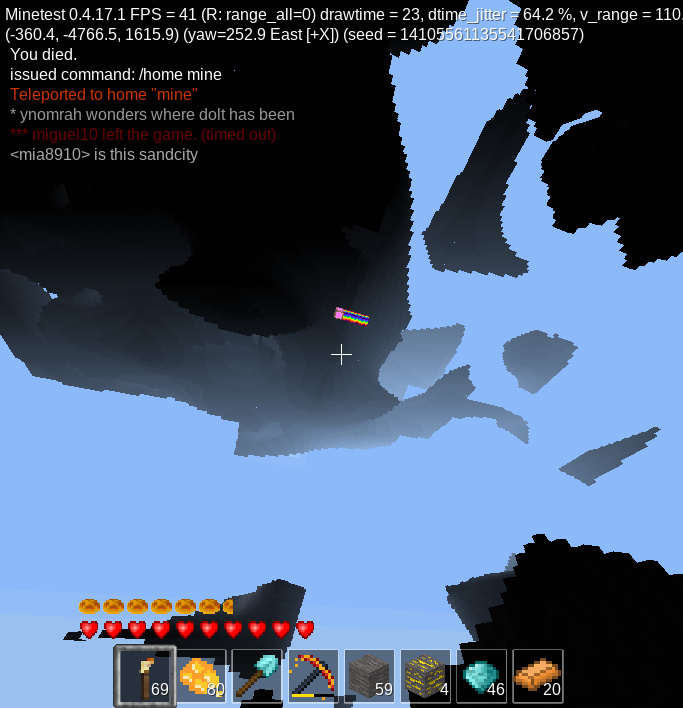 Minetest 0.4.17.1 FPS = 41 (R: range_all=0) drawtime = 23, dtime_jitter = 64.2 %, v_range = 110.
(-360.4, -4766.5, 1615.9) (yaw=252.9 East [+X]) (seed = 14105561135541706857)
You died.
issued command: /home mine
Teleported to home "mine"
* ynomrah wonders where dolt has been
*** miguel10 left the game. (timed out)
<mia8910> is this sandcity
69 80 59 4 46 20